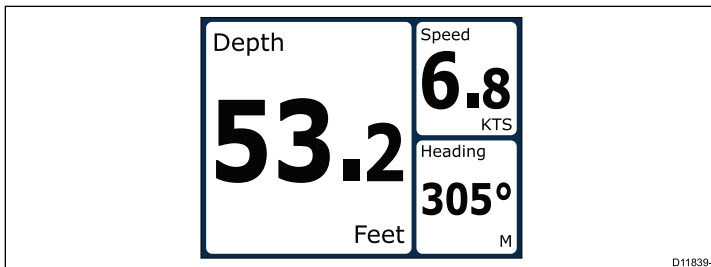 Depth
53.2
Feet
Speed
6.8
KTS
Heading
305°
M
D11839-